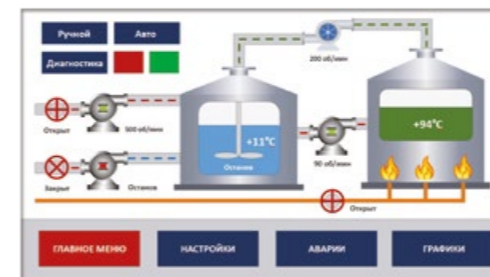 Ручной Авто
Диагностика
200 об/мин
Открыт 500 об/мин
+11°C
Останов
+94°C
90 об/мин
Закрыт Останов
Открыт
ГЛАВНОЕ МЕНЮ НАСТРОЙКИ АВАРИИ ГРАФИКИ